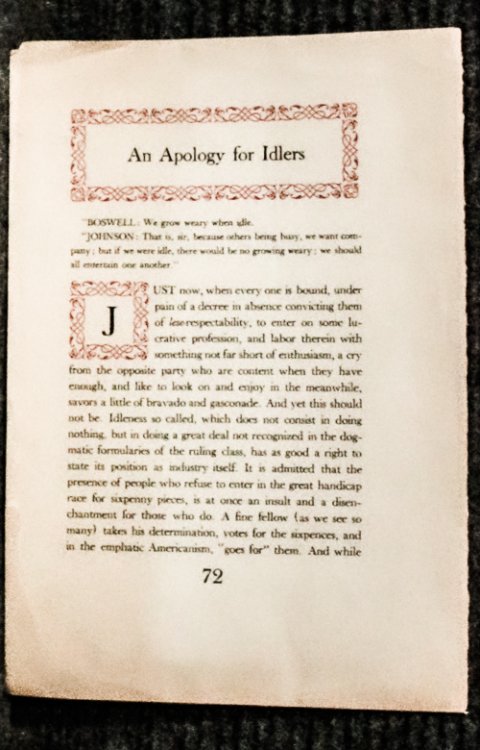 An Apology for Idlers
"BOSWELL: We grow weary when idle.
"JOHNSON: That is, sir, because others being busy, we want com-
pany; but if we were idle, there would be no growing weary; we should
all entertain one another."
JUST now, when every one is bound, under
pain of a decree in absence convicting them
of lese-respectability, to enter on some lu-
crative profession, and labor therein with
something not far short of enthusiasm, a cry
from the opposite party who are content when they have
enough, and like to look on and enjoy in the meanwhile,
savors a little of bravado and gasconade. And yet this should
not be. Idleness so called, which does not consist in doing
nothing, but in doing a great deal not recognized in the dog-
matic formularies of the ruling class, has as good a right to
state its position as industry itself. It is admitted that the
presence of people who refuse to enter in the great handicap
race for sixpenny pieces, is at once an insult and a disen-
chantment for those who do. A fine fellow (as we see so
many) takes his determination, votes for the sixpences, and
in the emphatic Americanism, "goes for" them. And while
72